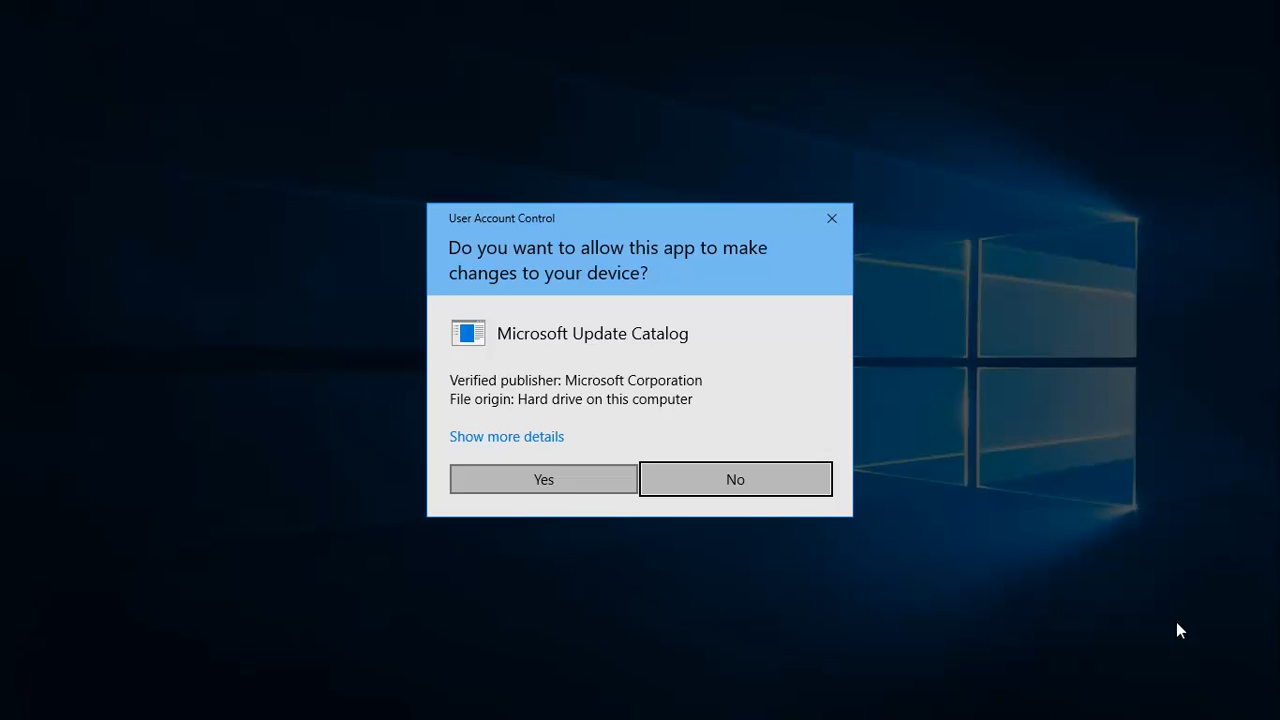 User Account Control
Do you want to allow this app to make
changes to your device?
Microsoft Update Catalog
Verified publisher: Microsoft Corporation
File origin: Hard drive on this computer
Show more details
Yes
No